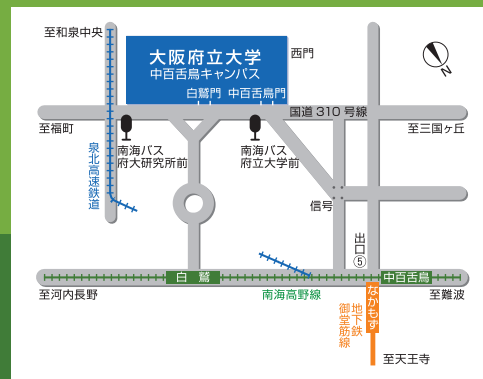 至和泉中央
大阪府立大学
中百舌鳥キャンパス
西門
白鷺門
中百舌鳥門
N
国道310号線
至福町
至三国ヶ丘
泉北高速鉄道
南海バス
府大研究所前
南海バス
府立大学前
信号
出口⑤
白鷺
中百舌鳥
至河内長野
南海高野線
なかもず
至難波
地下鉄
御堂筋線
至天王寺